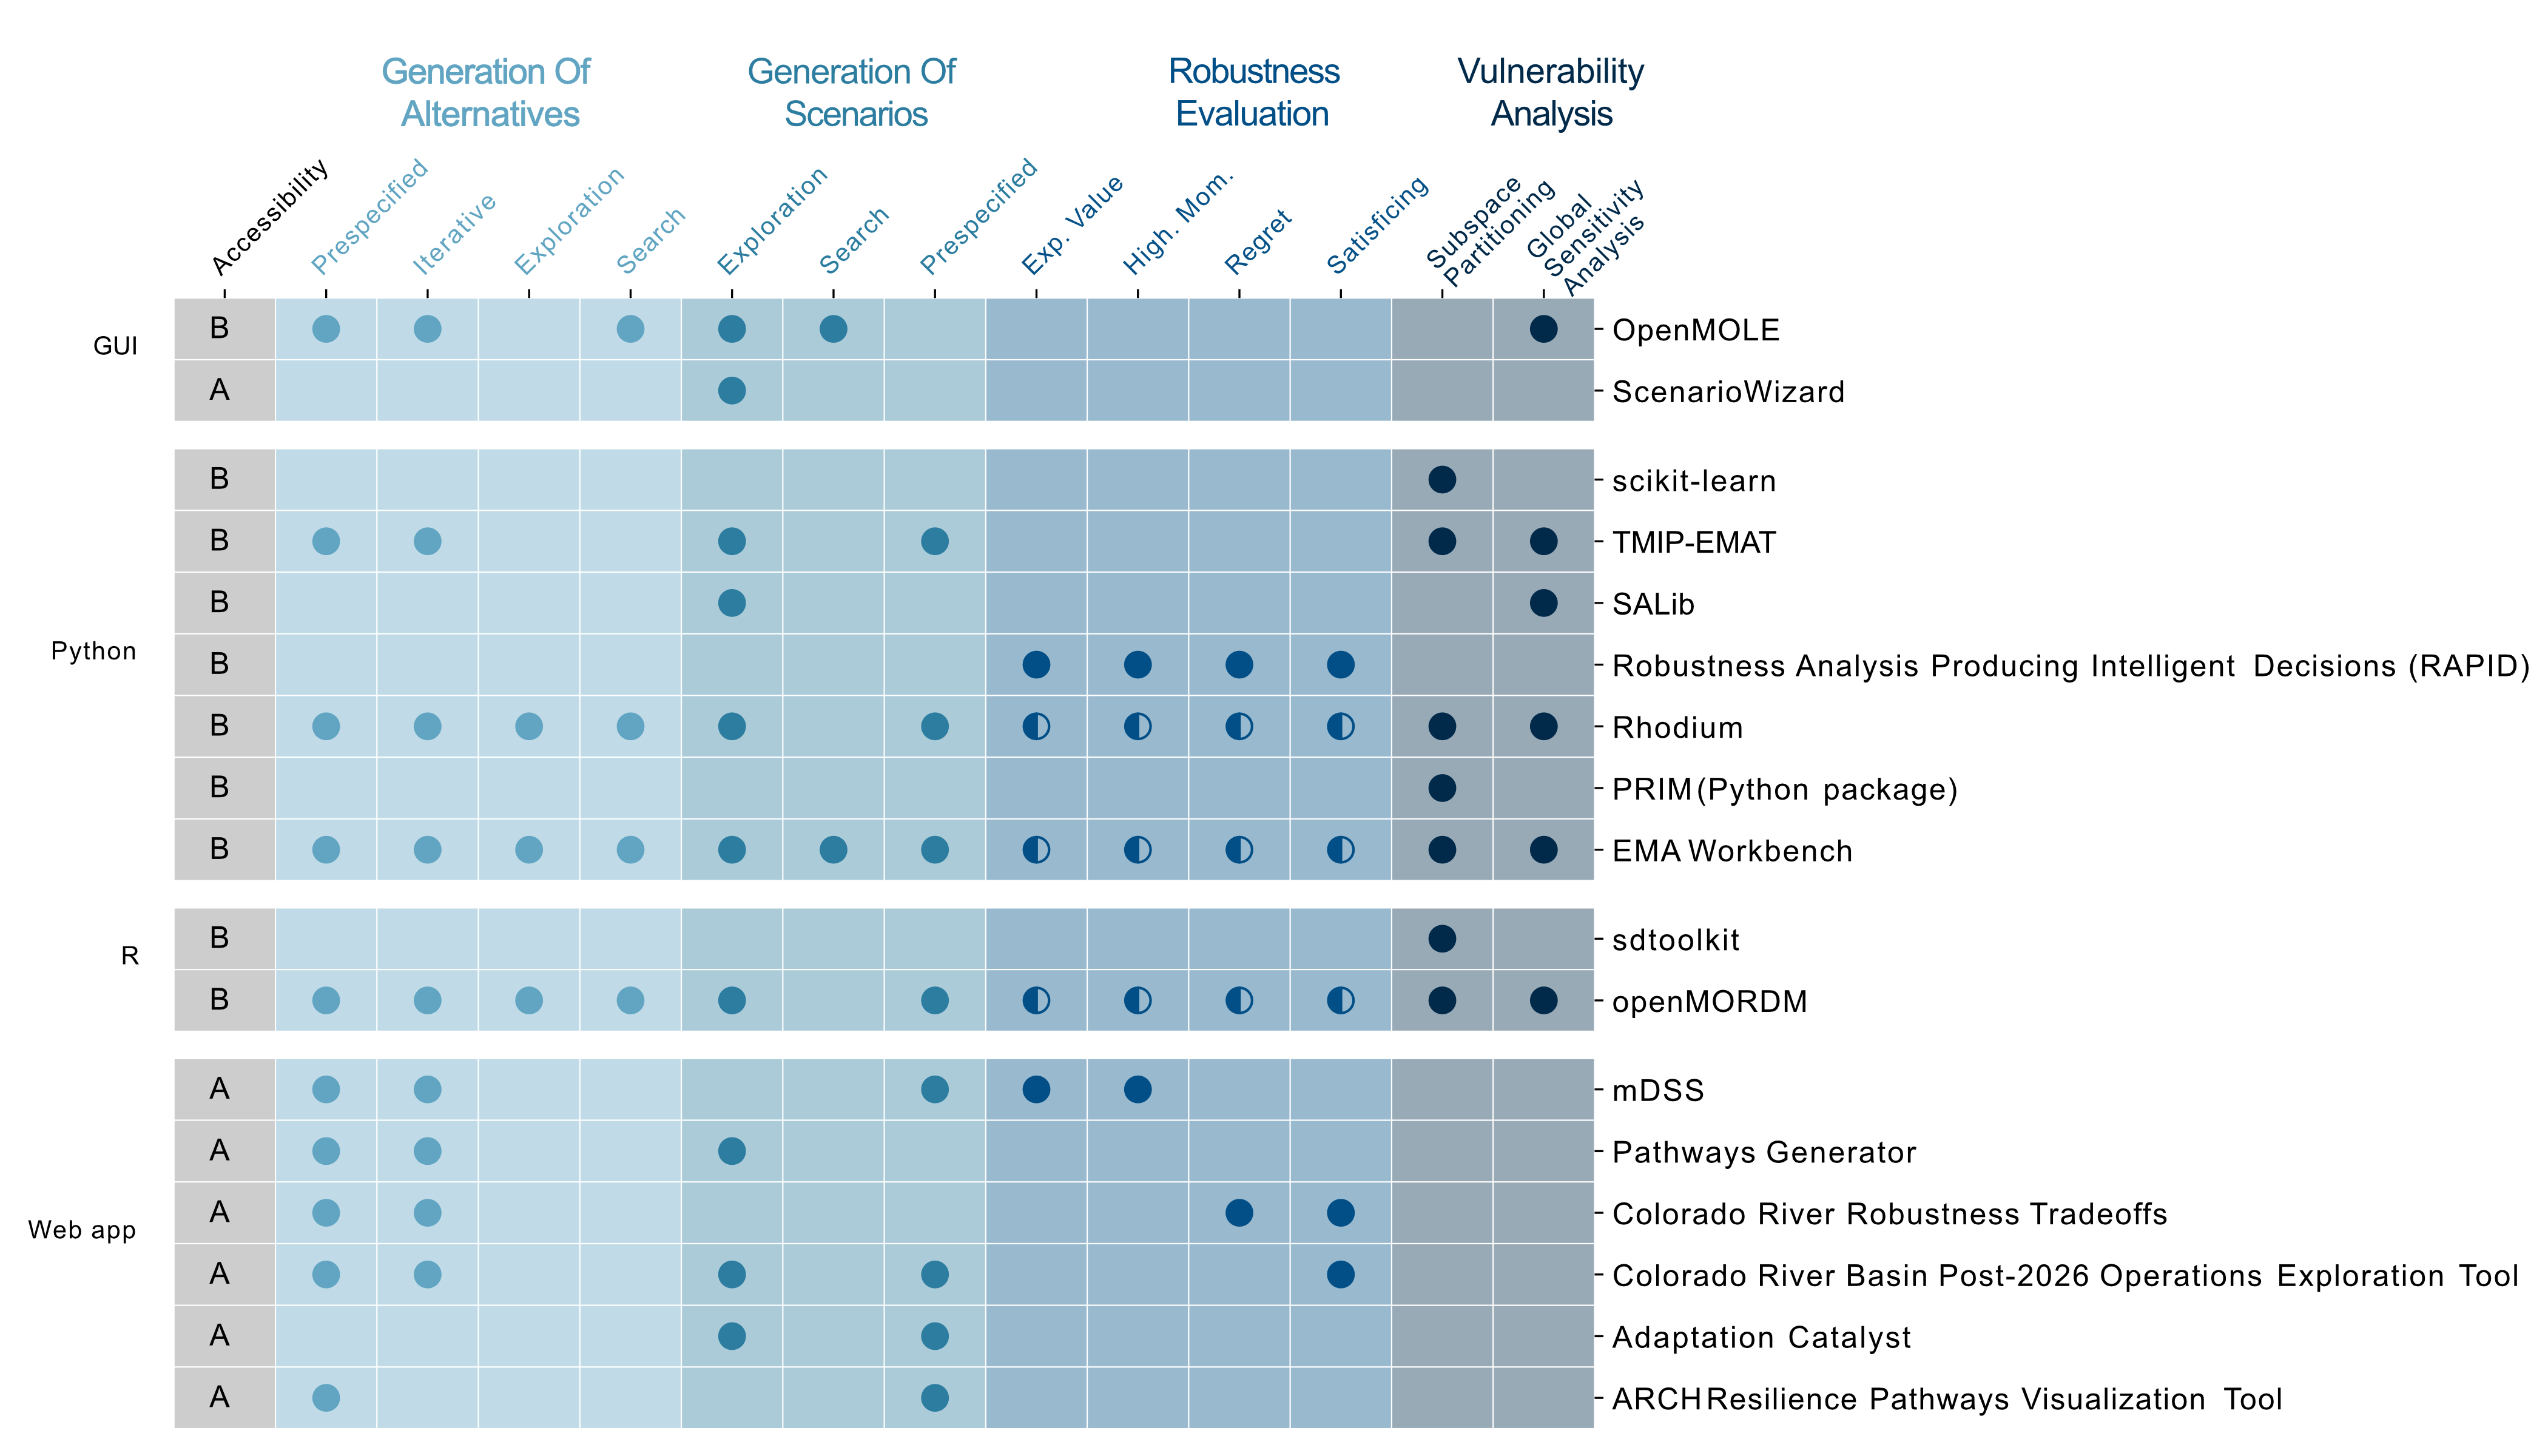 Generation Of
Alternatives
Generation Of
Scenarios
Robustness
Evaluation
Vulnerability
Analysis
Accessibility
Prespecified
Iterative
Exploration
Search
Exploration
Search
Prespecified
Exp. Value
High. Mom.
Regret
Satisficing
Subspace
Partitioning
Global
Sensitivity
Analysis
GUI
B
OpenMOLE
A
ScenarioWizard
Python
B
scikit-learn
B
TMIP-EMAT
B
SALib
B
Robustness Analysis Producing Intelligent Decisions (RAPID)
B
Rhodium
B
PRIM (Python package)
B
EMA Workbench
R
B
sdtoolkit
B
openMORDM
Web app
A
mDSS
A
Pathways Generator
A
Colorado River Robustness Tradeoffs
A
Colorado River Basin Post-2026 Operations Exploration Tool
A
Adaptation Catalyst
A
ARCH Resilience Pathways Visualization Tool